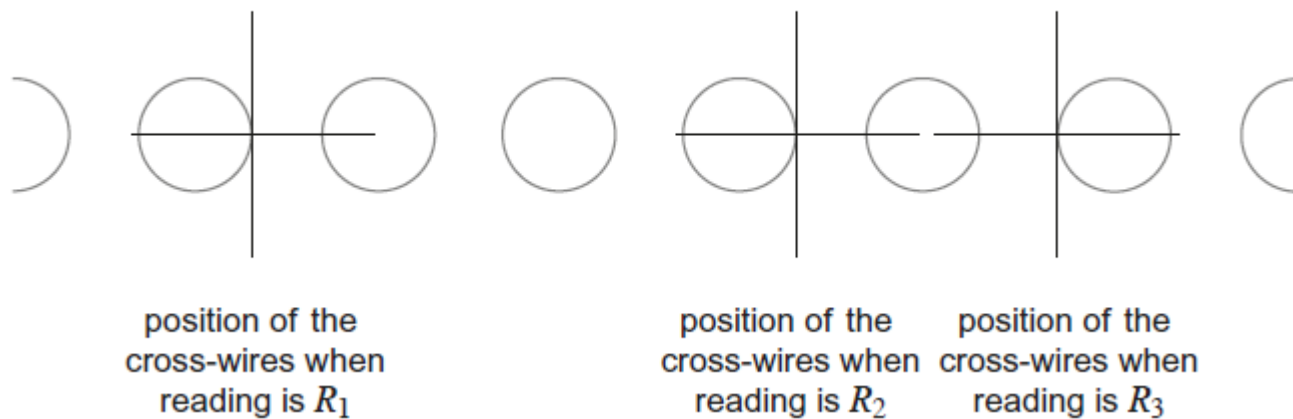 position of the
cross-wires when
reading is R1
position of the
cross-wires when
reading is R2
position of the
cross-wires when
reading is R3